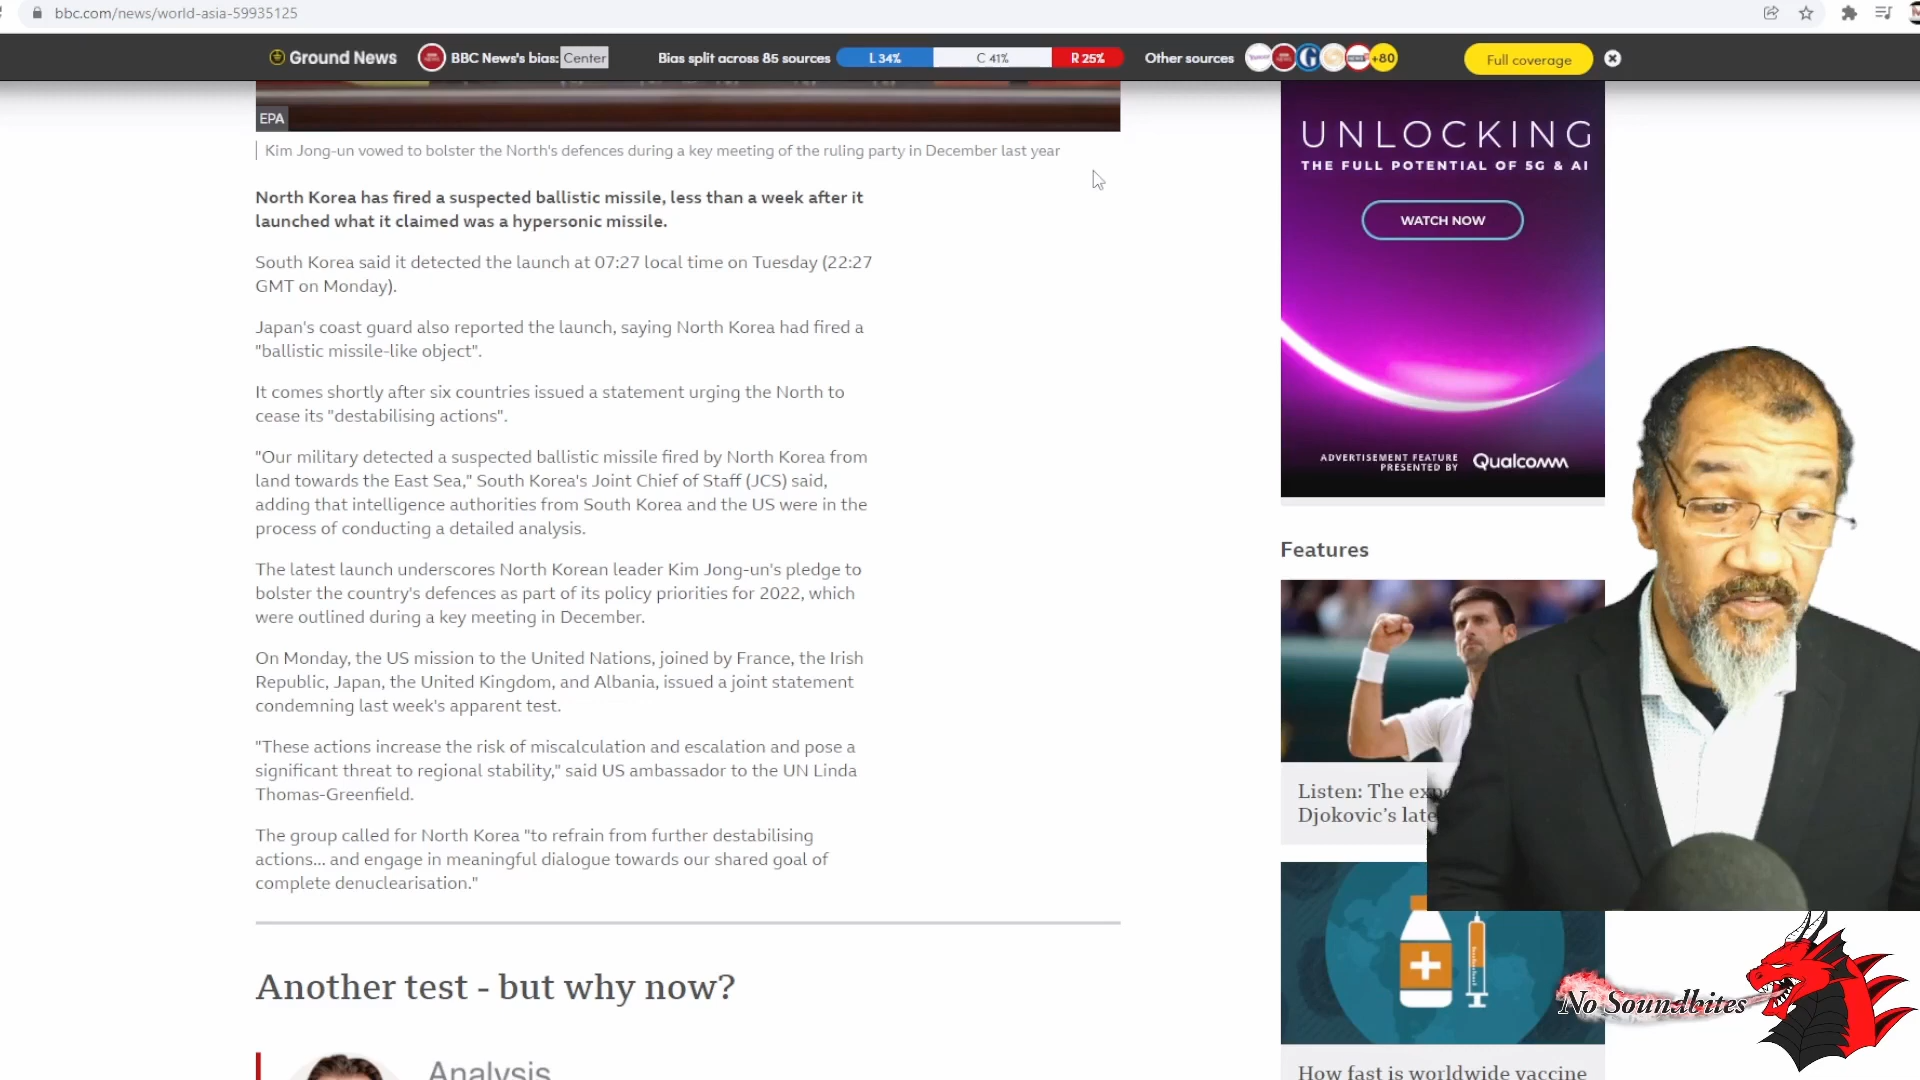 bbc.com/news/world-asia-59935125
Ground News
BBC News's bias: Center
Bias split across 85 sources
L 34%
C 41%
R 25%
Other sources
G
+80
Full coverage
EPA
Kim Jong-un vowed to bolster the North's defences during a key meeting of the ruling party in December last year
North Korea has fired a suspected ballistic missile, less than a week after it
launched what it claimed was a hypersonic missile.
South Korea said it detected the launch at 07:27 local time on Tuesday (22:27
GMT on Monday).
Japan's coast guard also reported the launch, saying North Korea had fired a
"ballistic missile-like object".
It comes shortly after six countries issued a statement urging the North to
cease its "destabilising actions".
"Our military detected a suspected ballistic missile fired by North Korea from
land towards the East Sea," South Korea's Joint Chief of Staff (JCS) said,
adding that intelligence authorities from South Korea and the US were in the
process of conducting a detailed analysis.
The latest launch underscores North Korean leader Kim Jong-un's pledge to
bolster the country's defences as part of its policy priorities for 2022, which
were outlined during a key meeting in December.
On Monday, the US mission to the United Nations, joined by France, the Irish
Republic, Japan, the United Kingdom, and Albania, issued a joint statement
condemning last week's apparent test.
"These actions increase the risk of miscalculation and escalation and pose a
significant threat to regional stability," said US ambassador to the UN Linda
Thomas-Greenfield.
The group called for North Korea "to refrain from further destabilising
actions... and engage in meaningful dialogue towards our shared goal of
complete denuclearisation."
Another test - but why now?
Analysis
UNLOCKING
THE FULL POTENTIAL OF 5G & AI
WATCH NOW
ADVERTISEMENT FEATURE
PRESENTED BY
Qualcomm
Features
Listen: The
Djokovic's
How fast is worldwide vaccine
No Soundbites